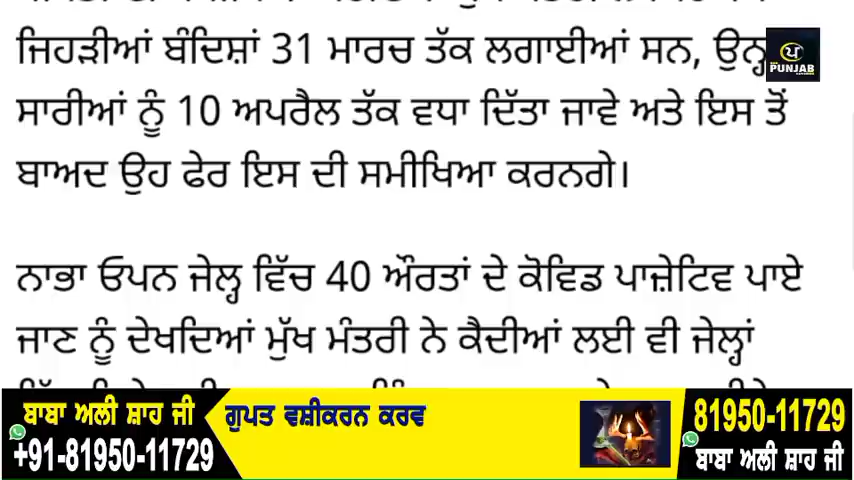 ਜਿਹੜੀਆਂ ਬੰਦਿਸ਼ਾਂ 31 ਮਾਰਚ ਤੱਕ ਲਗਾਈਆਂ ਸਨ, ਉਨ੍ਹ
ਸਾਰੀਆਂ ਨੂੰ 10 ਅਪਰੈਲ ਤੱਕ ਵਧਾ ਦਿੱਤਾ ਜਾਵੇ ਅਤੇ ਇਸ ਤੋਂ
ਬਾਅਦ ਉਹ ਫੇਰ ਇਸ ਦੀ ਸਮੀਖਿਆ ਕਰਨਗੇ।
ਨਾਭਾ ਓਪਨ ਜੇਲ੍ਹ ਵਿੱਚ 40 ਔਰਤਾਂ ਦੇ ਕੋਵਿਡ ਪਾਜ਼ੇਟਿਵ ਪਾਏ
ਜਾਣ ਨੂੰ ਦੇਖਦਿਆਂ ਮੁੱਖ ਮੰਤਰੀ ਨੇ ਕੈਦੀਆਂ ਲਈ ਵੀ ਜੇਲ੍ਹਾਂ
ਪ
PUNJAB
ਬਾਬਾ ਅਲੀ ਸ਼ਾਹ ਜੀ
+91-81950-11729
ਗੁਪਤ ਵਸ਼ੀਕਰਨ ਕਰਵ
81950-11729
ਬਾਬਾ ਅਲੀ ਸ਼ਾਹ ਜੀ